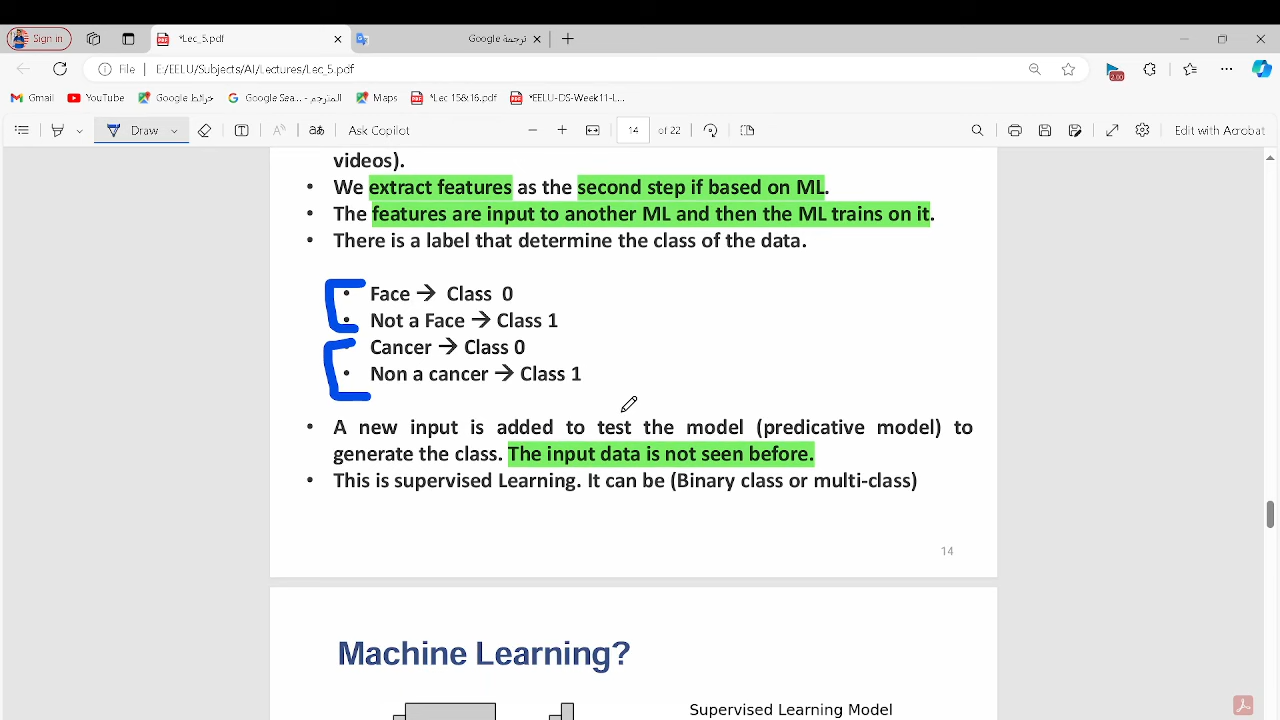 Sign in
*Lec_5.pdf
ترجمة Google
File
E:/EELU/Subjects/AI/Lectures/Lec_5.pdf
2.00
Gmail
YouTube
Maps
*Lec 15&16.pdf
*EELU-DS-Week11-L...
Draw
Ask Copilot
14
of 22
Edit with Acrobat
videos).
• We extract features as the second step if based on ML.
• The features are input to another ML and then the ML trains on it.
• There is a label that determine the class of the data.
• Face → Class 0
• Not a Face → Class 1
Cancer → Class 0
• Non a cancer → Class 1
• A new input is added to test the model (predicative model) to
generate the class. The input data is not seen before.
• This is supervised Learning. It can be (Binary class or multi-class)
14
Machine Learning?
Supervised Learning Model